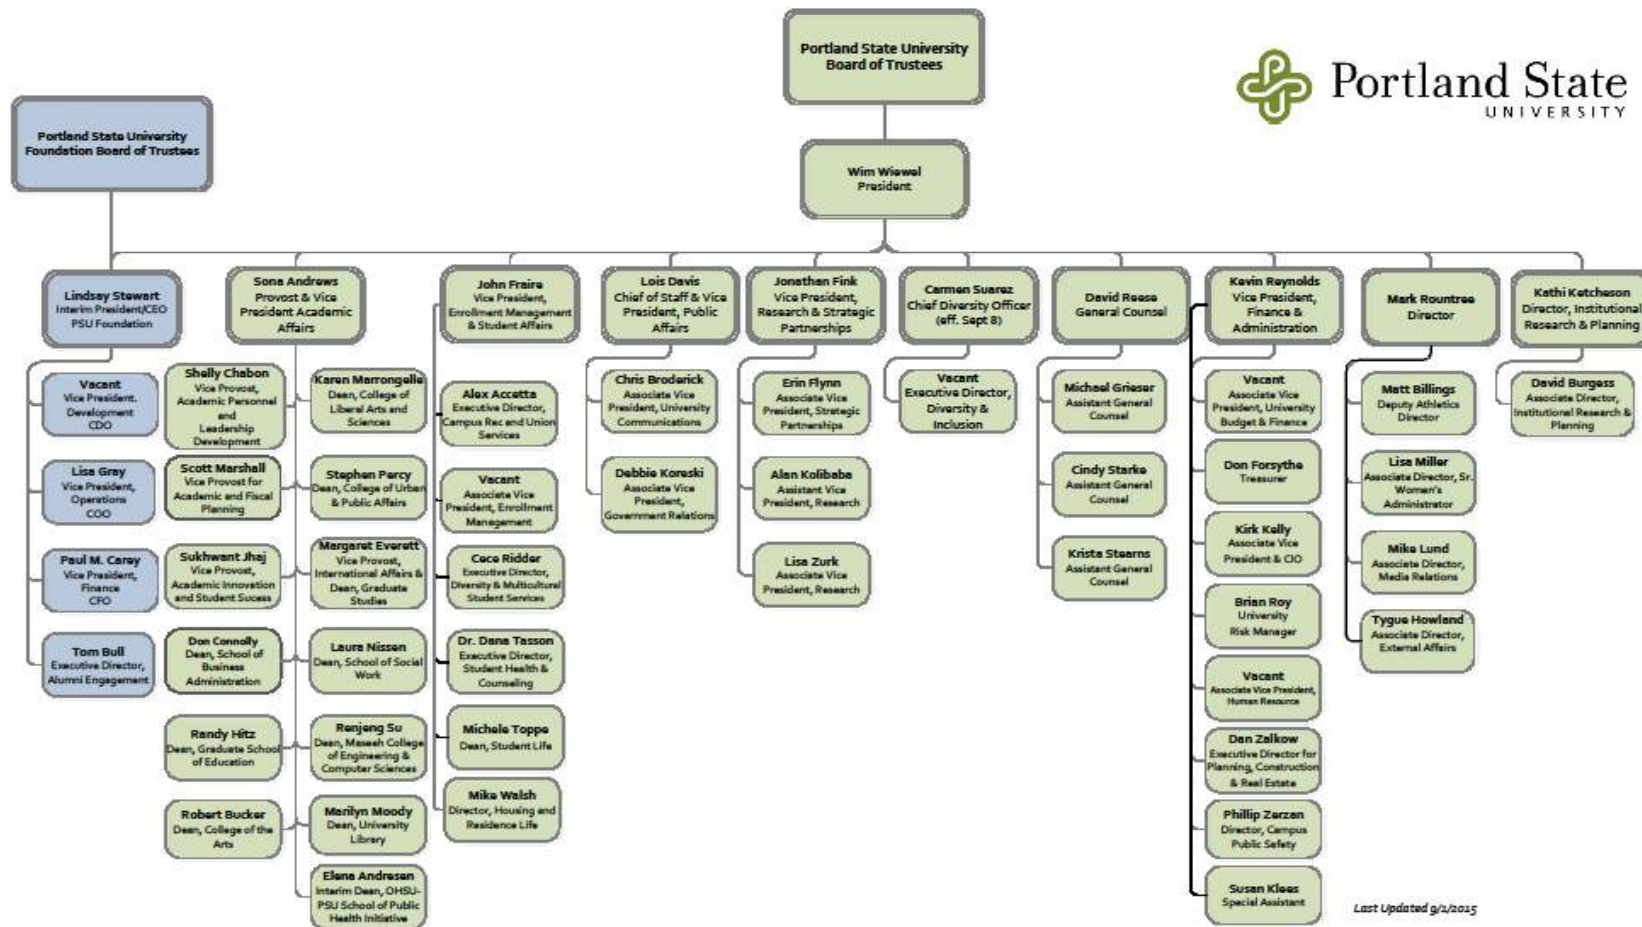 Portland State University
Board of Trustees
Portland State
UNIVERSITY
Portland State University
Foundation Board of Trustees
Wim Wiewel
President
Lindsay Stewart
Interim President/CEO
PSU Foundation
Sona Andrews
Provost & Vice
President Academic
Affairs
John Fraire
Vice President,
Enrollment Management
& Student Affairs
Lois Davis
Chief of Staff & Vice
President, Public
Affairs
Jonathan Fink
Vice President,
Research & Strategic
Partnerships
Carmen Suarez
Chief Diversity Officer
(eff. Sept 8)
David Reese
General Counsel
Kevin Reynolds
Vice President,
Finance &
Administration
Mark Rountree
Director
Kathi Ketcheson
Director, Institutional
Research & Planning
Vacant
Vice President.
Development
CDO
Lisa Gray
Vice President,
Operations
COO
Paul M. Carey
Vice President,
Finance
CFO
Tom Bull
Executive Director,
Alumni Engagement
Shelly Chabon
Vice Provost,
Academic Personnel
and
Leadership
Development
Scott Marshall
Vice Provost for
Academic and Fiscal
Planning
Sukhwant Jhaj
Vice Provost,
Academic Innovation
and Student Sucess
Don Connolly
Dean, School of
Business
Administration
Randy Hitz
Dean, Graduate School
of Education
Robert Bucker
Dean, College of the
Arts
Karen Marrongelle
Dean, College of
Liberal Arts and
Sciences
Stephen Percy
Dean, College of Urban
& Public Affairs
Margaret Everett
Vice Provost,
International Affairs &
Dean, Graduate
Studies
Laura Nissen
Dean, School of Social
Work
Renjeng Su
Dean, Maseeh College
of Engineering &
Computer Sciences
Marilyn Moody
Dean, University
Library
Elena Andresen
Interim Dean, OHSU-
PSU School of Public
Health Initiative
Alex Accetta
Executive Director,
Campus Rec and Union
Services
Vacant
Associate Vice
President, Enrollment
Management
Cece Ridder
Executive Director,
Diversity & Multicultural
Student Services
Dr. Dana Tasson
Executive Director,
Student Health &
Counseling
Michele Toppe
Dean, Student Life
Mike Walsh
Director, Housing and
Residence Life
Chris Broderick
Associate Vice
President, University
Communications
Debbie Koreski
Associate Vice
President,
Government Relations
Erin Flynn
Associate Vice
President, Strategic
Partnerships
Alan Kolibaba
Assistant Vice
President, Research
Lisa Zurk
Associate Vice
President, Research
Vacant
Executive Director,
Diversity &
Inclusion
Michael Grieser
Assistant General
Counsel
Cindy Starke
Assistant General
Counsel
Krista Stearns
Assistant General
Counsel
Vacant
Associate Vice
President, University
Budget & Finance
Don Forsythe
Treasurer
Kirk Kelly
Associate Vice
President & CIO
Brian Roy
University
Risk Manager
Vacant
Associate Vice President,
Human Resource
Dan Zalkow
Executive Director for
Planning, Construction
& Real Estate
Phillip Zerzan
Director, Campus
Public Safety
Susan Klees
Special Assistant
Matt Billings
Deputy Athletics
Director
Lisa Miller
Associate Director, Sr.
Women's
Administrator
Mike Lund
Associate Director,
Media Relations
Tygue Howland
Associate Director,
External Affairs
David Burgess
Associate Director,
Institutional Research &
Planning
Last Updated 9/1/2015